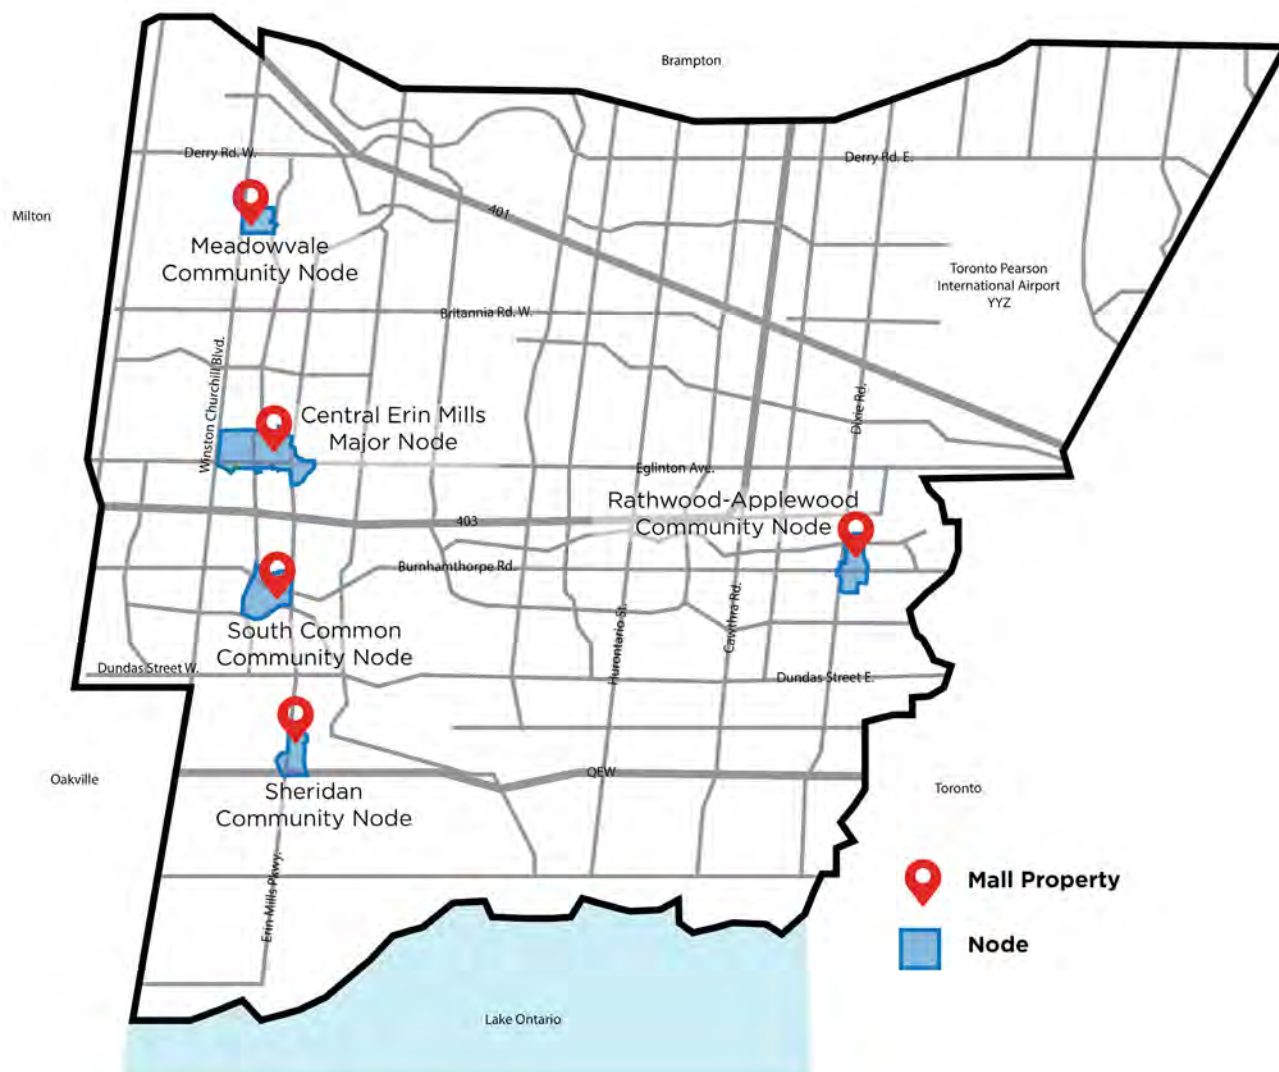 Brampton
Derry Rd. W.
Derry Rd. E.
Milton
401
Meadowvale
Community Node
Toronto Pearson
International Airport
YYZ
Britannia Rd. W.
Winston Churchill Blvd.
Dixie Rd.
Central Erin Mills
Major Node
Eglinton Ave.
Rathwood-Applewood
Community Node
403
Burnhamthorpe Rd.
Hurontario St.
Cawthra Rd.
South Common
Community Node
Dundas Street W.
Dundas Street E.
Oakville
QEW
Toronto
Sheridan
Community Node
Erin Mills Pkwy.
Mall Property
Node
Lake Ontario